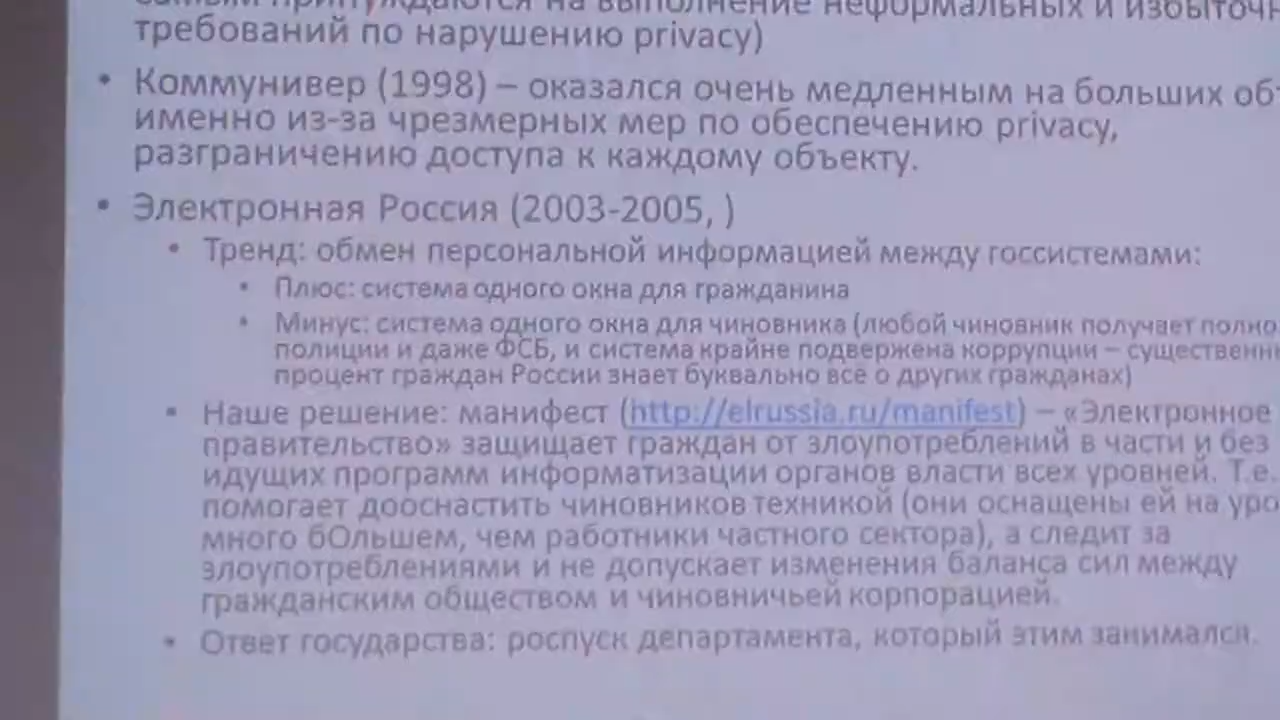 принуждаются на выполнение неформальных и
требований по нарушению privacy)
• Коммунивер (1998) – оказался очень медленным на больших
именно из-за чрезмерных мер по обеспечению privacy,
разграничению доступа к каждому объекту.
• Электронная Россия (2003-2005, )
• Тренд: обмен персональной информацией между госсистемами:
• Плюс: система одного окна для гражданина
• Минус: система одного окна для чиновника (любой чиновник получает
полиции и даже ФСБ, и система крайне подвержена коррупции –
процент граждан России знает буквально все о других гражданах)
• Наше решение: манифест (http://elrussia.ru/manifest) – «Электронное
правительство» защищает граждан от злоупотреблений в части и без
идущих программ информатизации органов власти всех уровней. Т.е.
помогает дооснастить чиновников техникой (они оснащены ей на
много бОльшем, чем работники частного сектора), а следит за
злоупотреблениями и не допускает изменения баланса сил между
гражданским обществом и чиновничьей корпорацией.
• Ответ государства: роспуск департамента, который этим занимался.